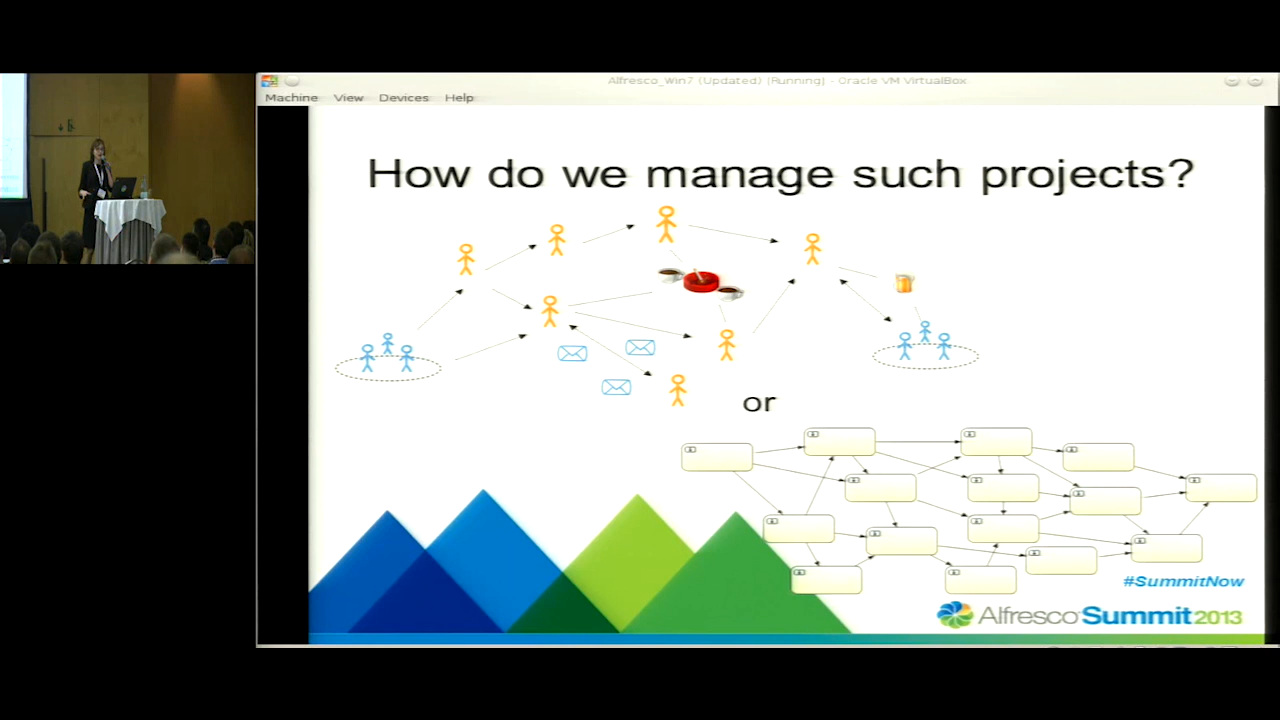 Alfresco_Win7 (Updated) [Running] - Oracle VM VirtualBox
Machine View Devices Help
How do we manage such projects?
or
#SummitNow
Alfresco Summit 2013